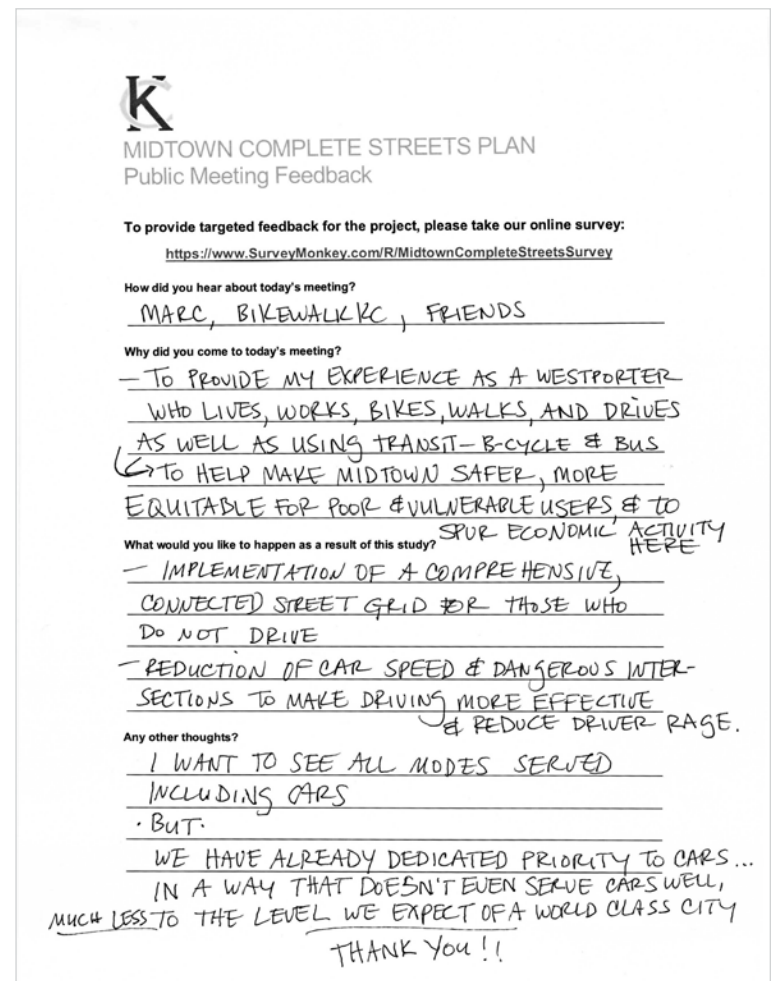 KC
MIDTOWN COMPLETE STREETS PLAN
Public Meeting Feedback
To provide targeted feedback for the project, please take our online survey:
https://www.SurveyMonkey.com/R/MidtownCompleteStreetsSurvey
How did you hear about today's meeting?
MARC, BIKEWALKKC, FRIENDS
Why did you come to today's meeting?
– TO PROVIDE MY EXPERIENCE AS A WESTPORTER
WHO LIVES, WORKS, BIKES, WALKS, AND DRIVES
AS WELL AS USING TRANSIT – B-CYCLE & BUS
↳ TO HELP MAKE MIDTOWN SAFER, MORE
EQUITABLE FOR POOR & VULNERABLE USERS, & TO
SPUR ECONOMIC ACTIVITY
HERE
What would you like to happen as a result of this study?
– IMPLEMENTATION OF A COMPREHENSIVE,
CONNECTED STREET GRID FOR THOSE WHO
DO NOT DRIVE
– REDUCTION OF CAR SPEED & DANGEROUS INTER-
SECTIONS TO MAKE DRIVING MORE EFFECTIVE
& REDUCE DRIVER RAGE.
Any other thoughts?
I WANT TO SEE ALL MODES SERVED
INCLUDING CARS
· BUT ·
WE HAVE ALREADY DEDICATED PRIORITY TO CARS...
IN A WAY THAT DOESN'T EVEN SERVE CARS WELL,
MUCH LESS TO THE LEVEL WE EXPECT OF A WORLD CLASS CITY
THANK YOU!!